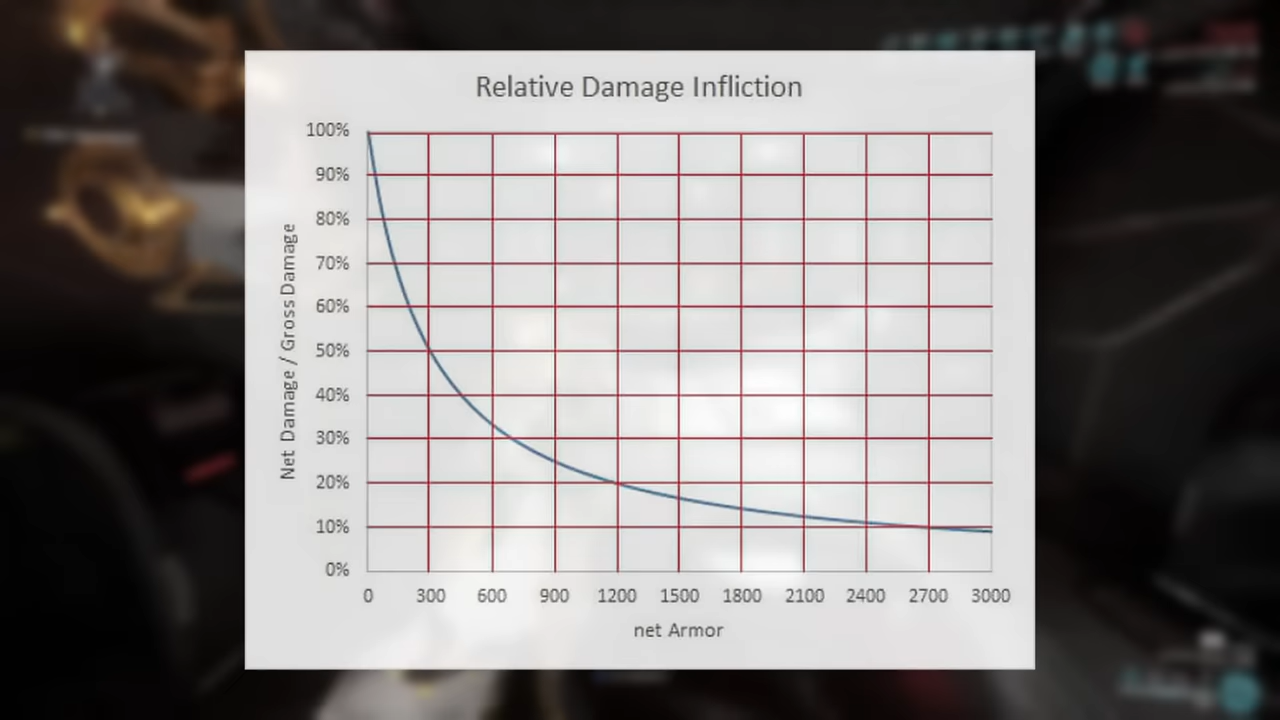 Relative Damage Infliction
100%
90%
80%
70%
60%
50%
40%
30%
20%
10%
0%
Net Damage / Gross Damage
0 300 600 900 1200 1500 1800 2100 2400 2700 3000
net Armor